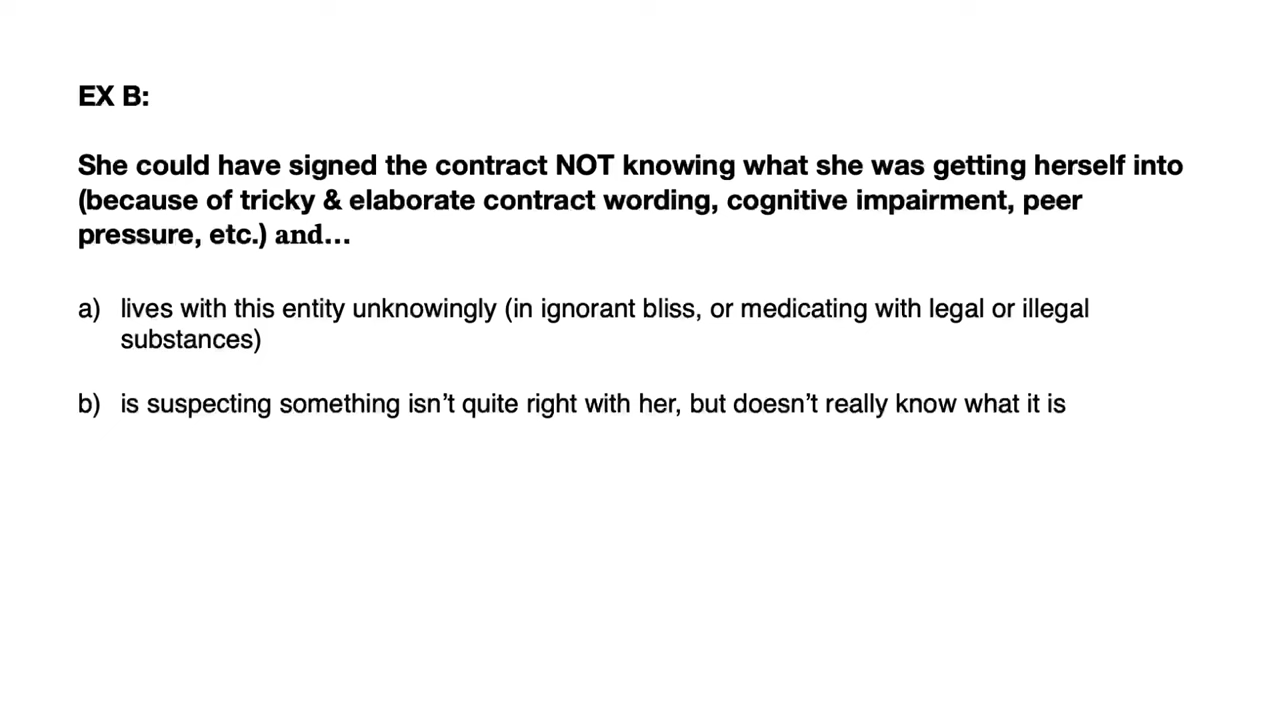 EX B:
She could have signed the contract NOT knowing what she was getting herself into
(because of tricky & elaborate contract wording, cognitive impairment, peer
pressure, etc.) and...
a) lives with this entity unknowingly (in ignorant bliss, or medicating with legal or illegal
substances)
b) is suspecting something isn’t quite right with her, but doesn’t really know what it is